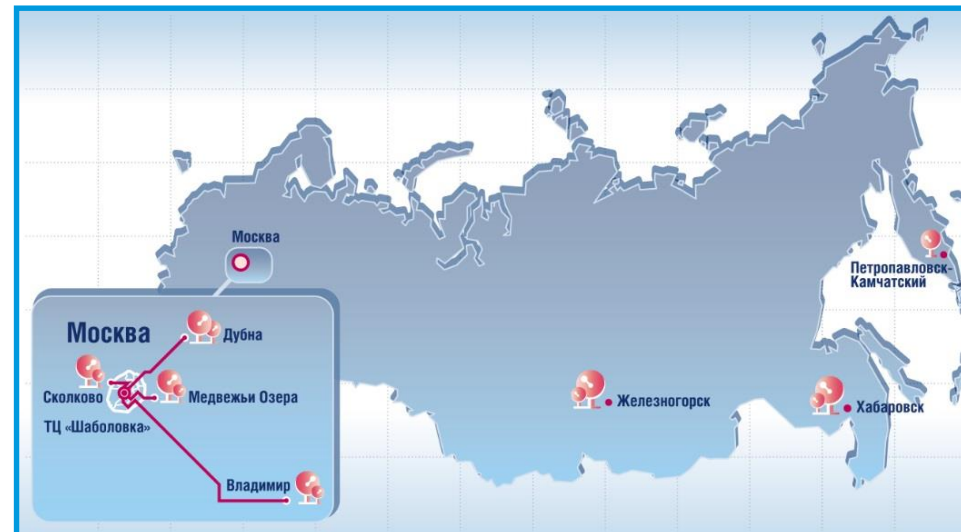 Москва
Петропавловск-
Камчатский
Москва
Дубна
Сколково
Медвежьи Озера
ТЦ «Шаболовка»
Владимир
Железногорск
Хабаровск